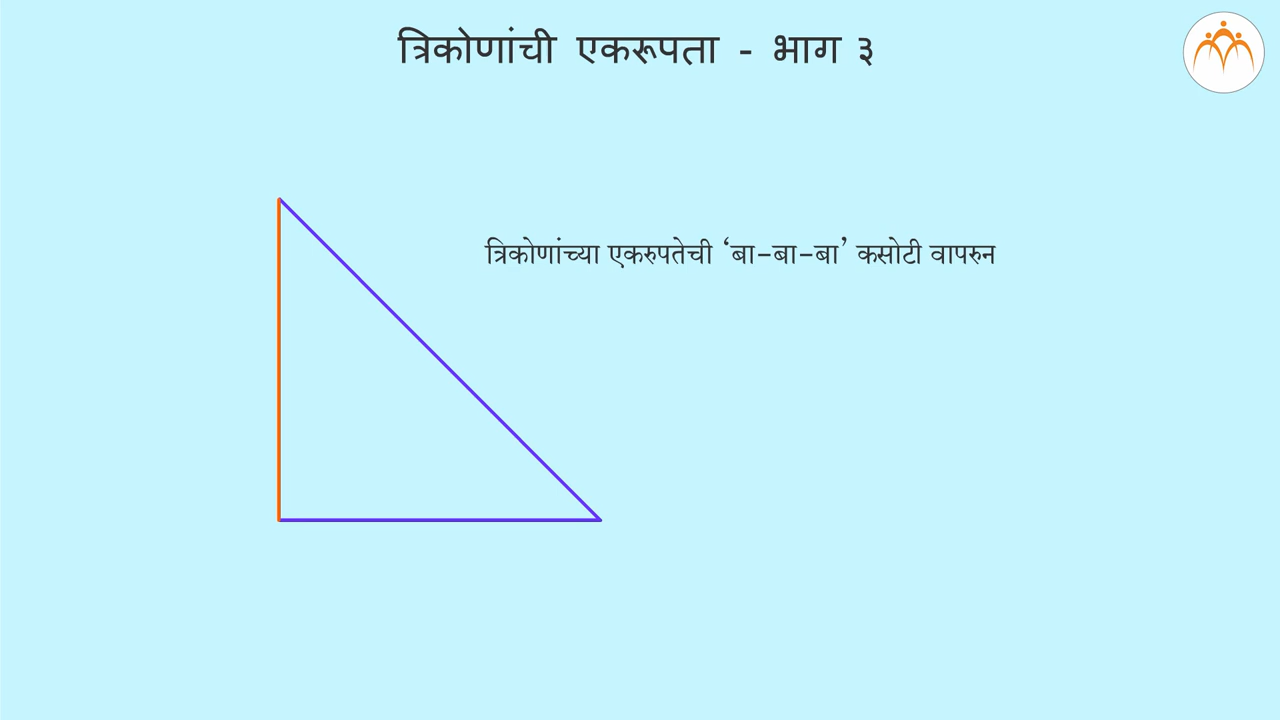 त्रिकोणांची एकरूपता - भाग ३
त्रिकोणांच्या एकरुपतेची ‘बा-बा-बा’ कसोटी वापरुन